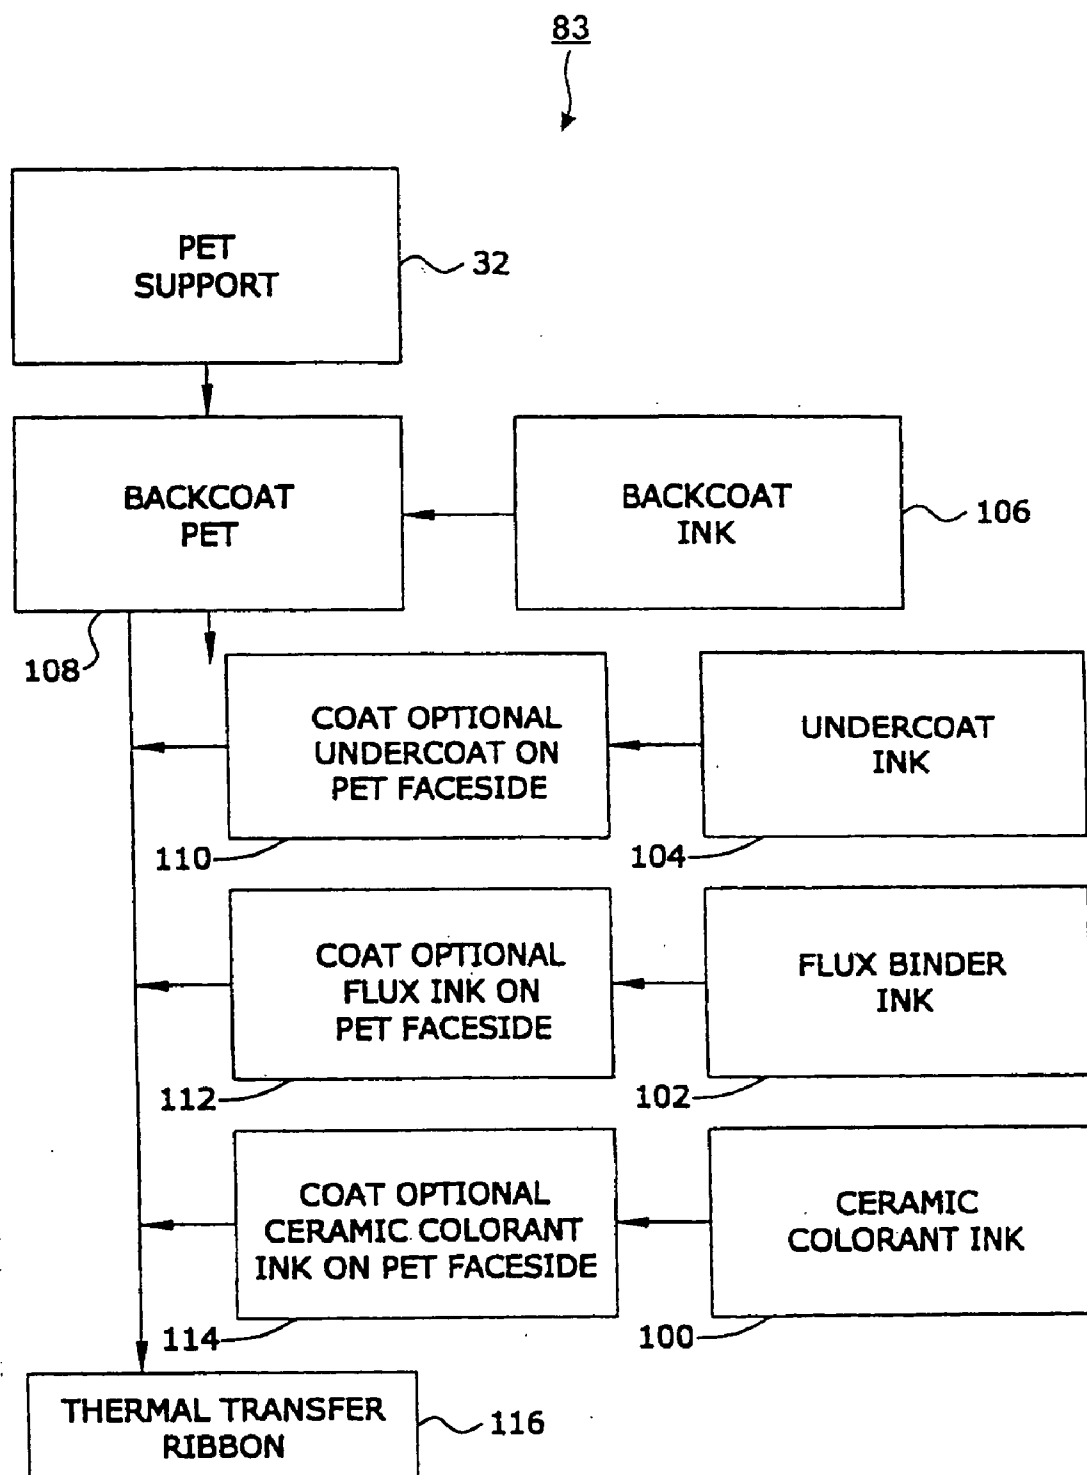 83
PET
SUPPORT
32
BACKCOAT
PET
BACKCOAT
INK
106
108
COAT OPTIONAL
UNDERCOAT ON
PET FACESIDE
UNDERCOAT
INK
110
104
COAT OPTIONAL
FLUX INK ON
PET FACESIDE
FLUX BINDER
INK
112
102
COAT OPTIONAL
CERAMIC COLORANT
INK ON PET FACESIDE
CERAMIC
COLORANT INK
114
100
THERMAL TRANSFER
RIBBON
116